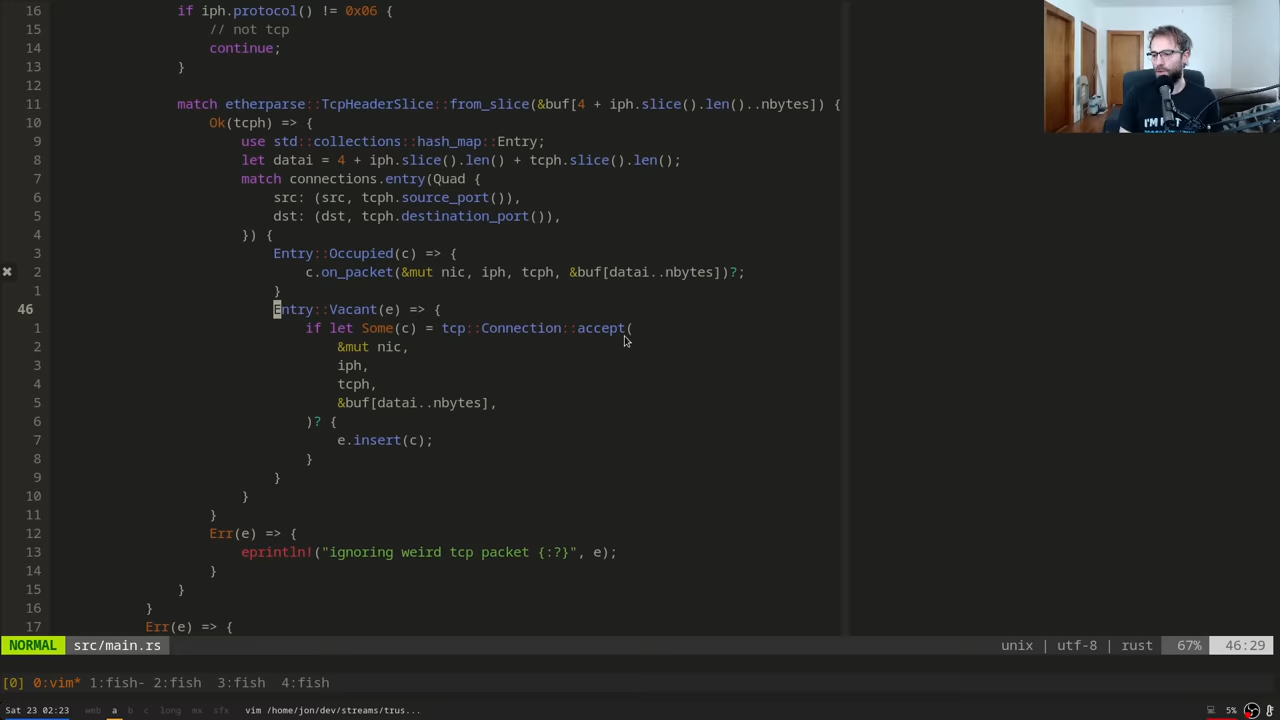 16 if iph.protocol() != 0x06 {
15 // not tcp
14 continue;
13 }
12
11 match etherparse::TcpHeaderSlice::from_slice(&buf[4 + iph.slice().len()..nbytes]) {
10 Ok(tcph) => {
9 use std::collections::hash_map::Entry;
8 let datai = 4 + iph.slice().len() + tcph.slice().len();
7 match connections.entry(Quad {
6 src: (src, tcph.source_port()),
5 dst: (dst, tcph.destination_port()),
4 }) {
3 Entry::Occupied(c) => {
2 c.on_packet(&mut nic, iph, tcph, &buf[datai..nbytes])?;
1 }
46 Entry::Vacant(e) => {
1 if let Some(c) = tcp::Connection::accept(
2 &mut nic,
3 iph,
4 tcph,
5 &buf[datai..nbytes],
6 )? {
7 e.insert(c);
8 }
9 }
10 }
11 }
12 Err(e) => {
13 eprintln!("ignoring weird tcp packet {:?}", e);
14 }
15 }
16 }
17 Err(e) => {
NORMAL src/main.rs unix | utf-8 | rust 67% 46:29
[0] 0:vim* 1:fish- 2:fish 3:fish 4:fish
Sat 23 02:23 web a b c long mx sfx vim /home/jon/dev/streams/trus... 5%
I'M